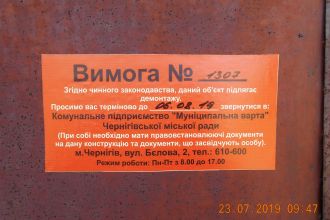 Вимога № 1307
Згідно чинного законодавства, даний об'єкт підлягає
демонтажу.
Просимо вас терміново до 06.08.19 звернутися в:
Комунальне підприємство "Муніципальна варта"
Чернігівської міської ради
(При собі необхідно мати правовстановлюючі документи
на дану конструкцію та документи, що засвідчують особу).
м.Чернігів, вул. Бєлова, 2, тел.: 610-600
Режим роботи: Пн-Пт з 8.00 до 17.00
23.07.2019 09:47